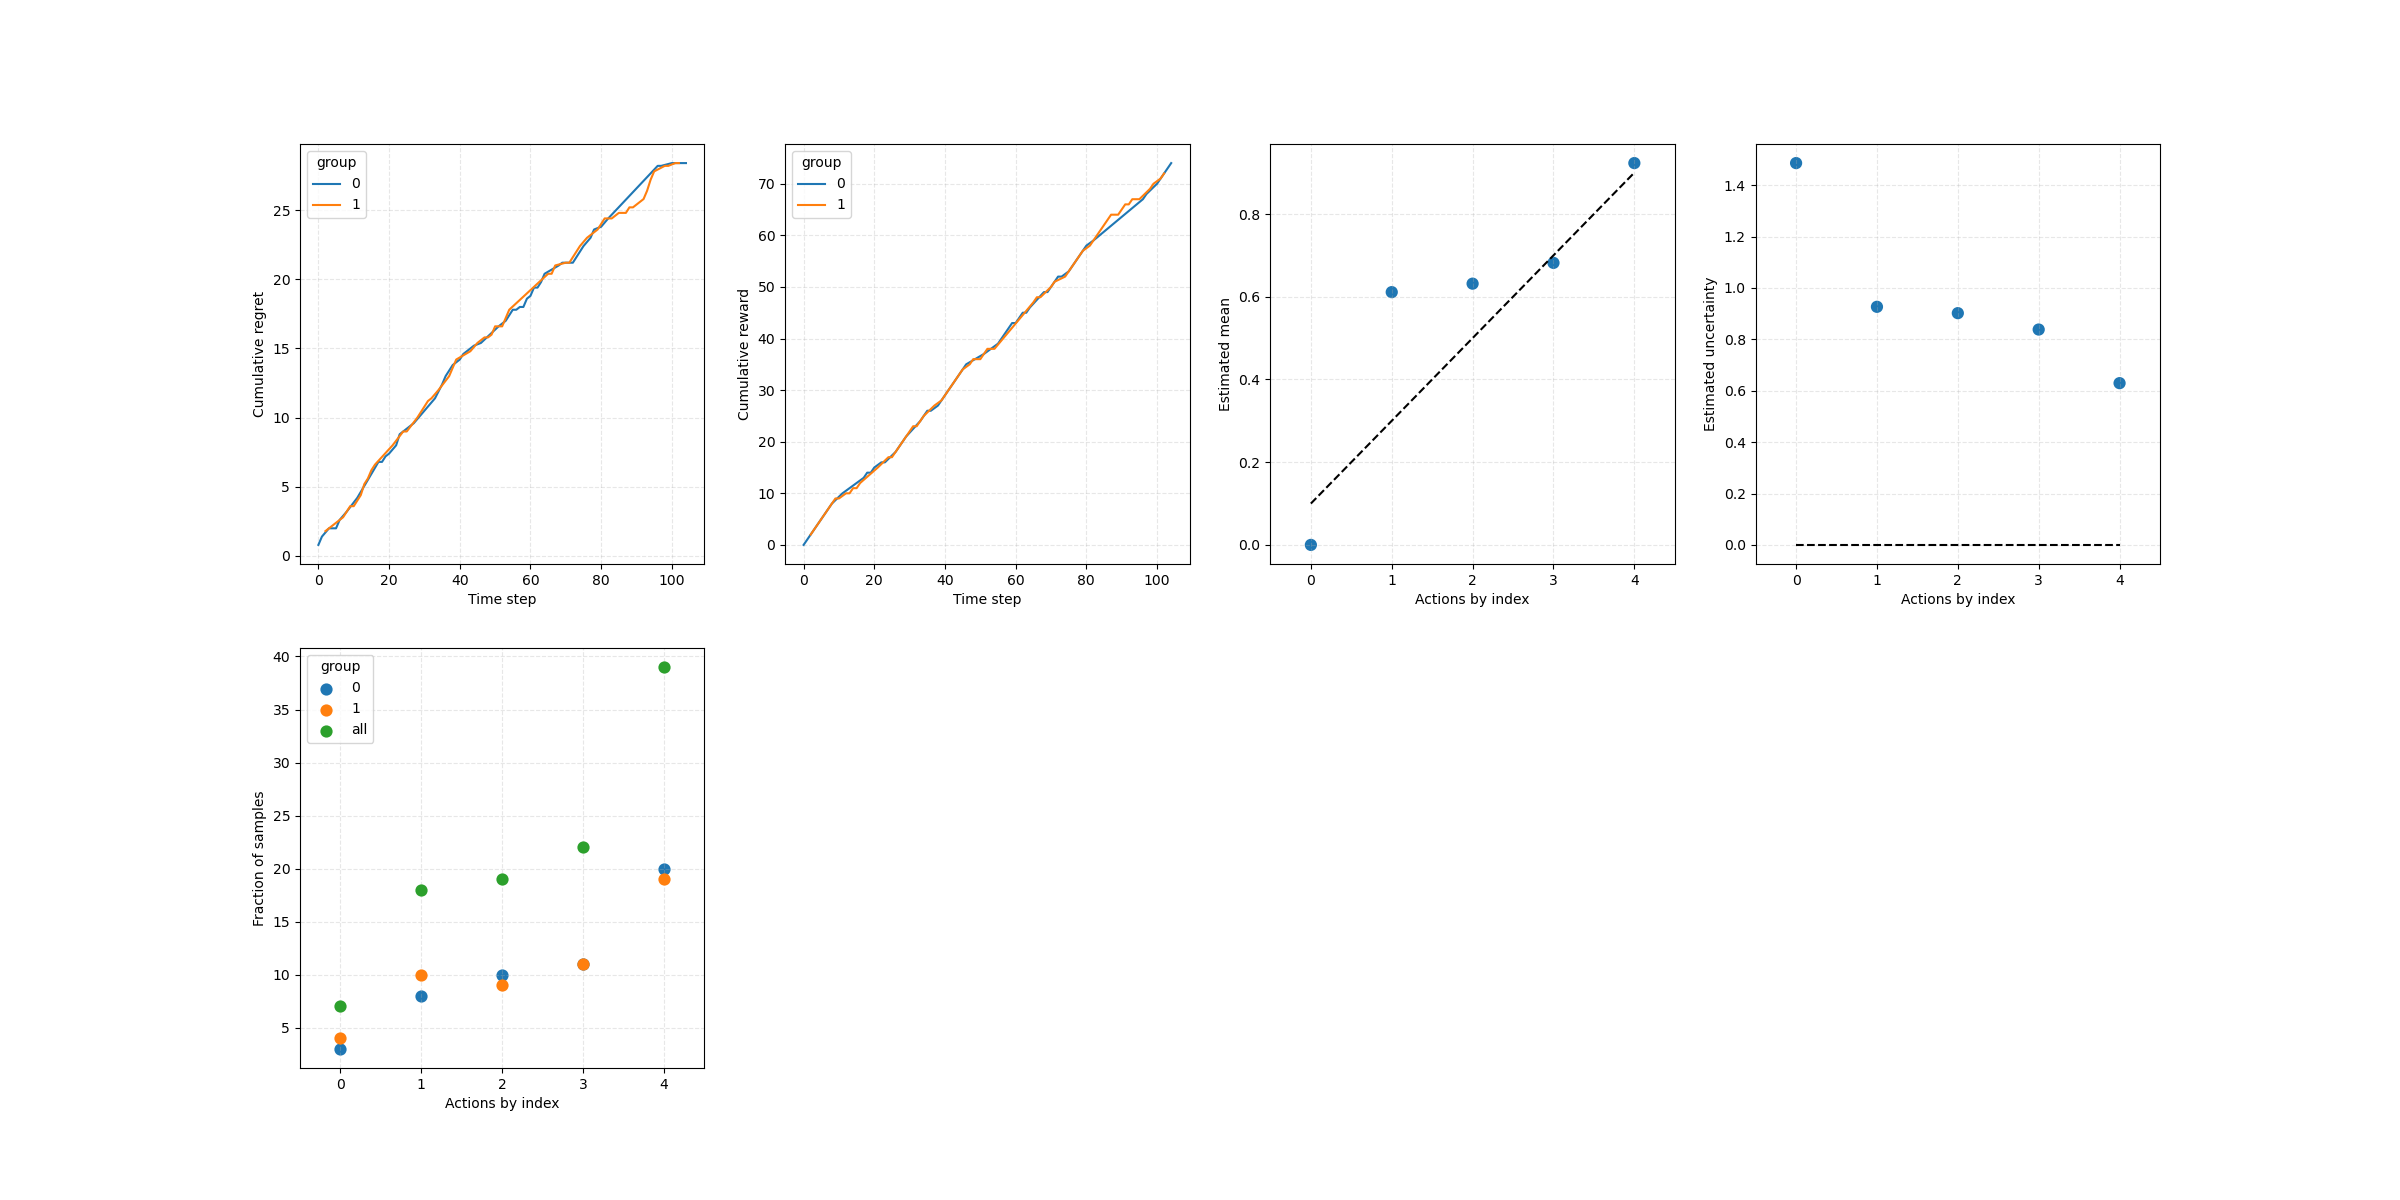 group
0
1
25
20
15
10
5
0
Cumulative regret
0 20 40 60 80 100
Time step
group
0
1
70
60
50
40
30
20
10
0
Cumulative reward
0 20 40 60 80 100
Time step
0.8
0.6
0.4
0.2
0.0
Estimated mean
0 1 2 3 4
Actions by index
1.4
1.2
1.0
0.8
0.6
0.4
0.2
0.0
Estimated uncertainty
0 1 2 3 4
Actions by index
group
0
1
all
40
35
30
25
20
15
10
5
Fraction of samples
0 1 2 3 4
Actions by index